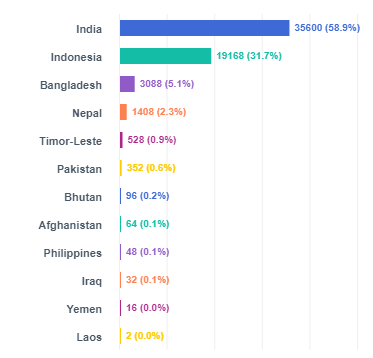 India 35600 (58.9%)
Indonesia 19168 (31.7%)
Bangladesh 3088 (5.1%)
Nepal 1408 (2.3%)
Timor-Leste 528 (0.9%)
Pakistan 352 (0.6%)
Bhutan 96 (0.2%)
Afghanistan 64 (0.1%)
Philippines 48 (0.1%)
Iraq 32 (0.1%)
Yemen 16 (0.0%)
Laos 2 (0.0%)